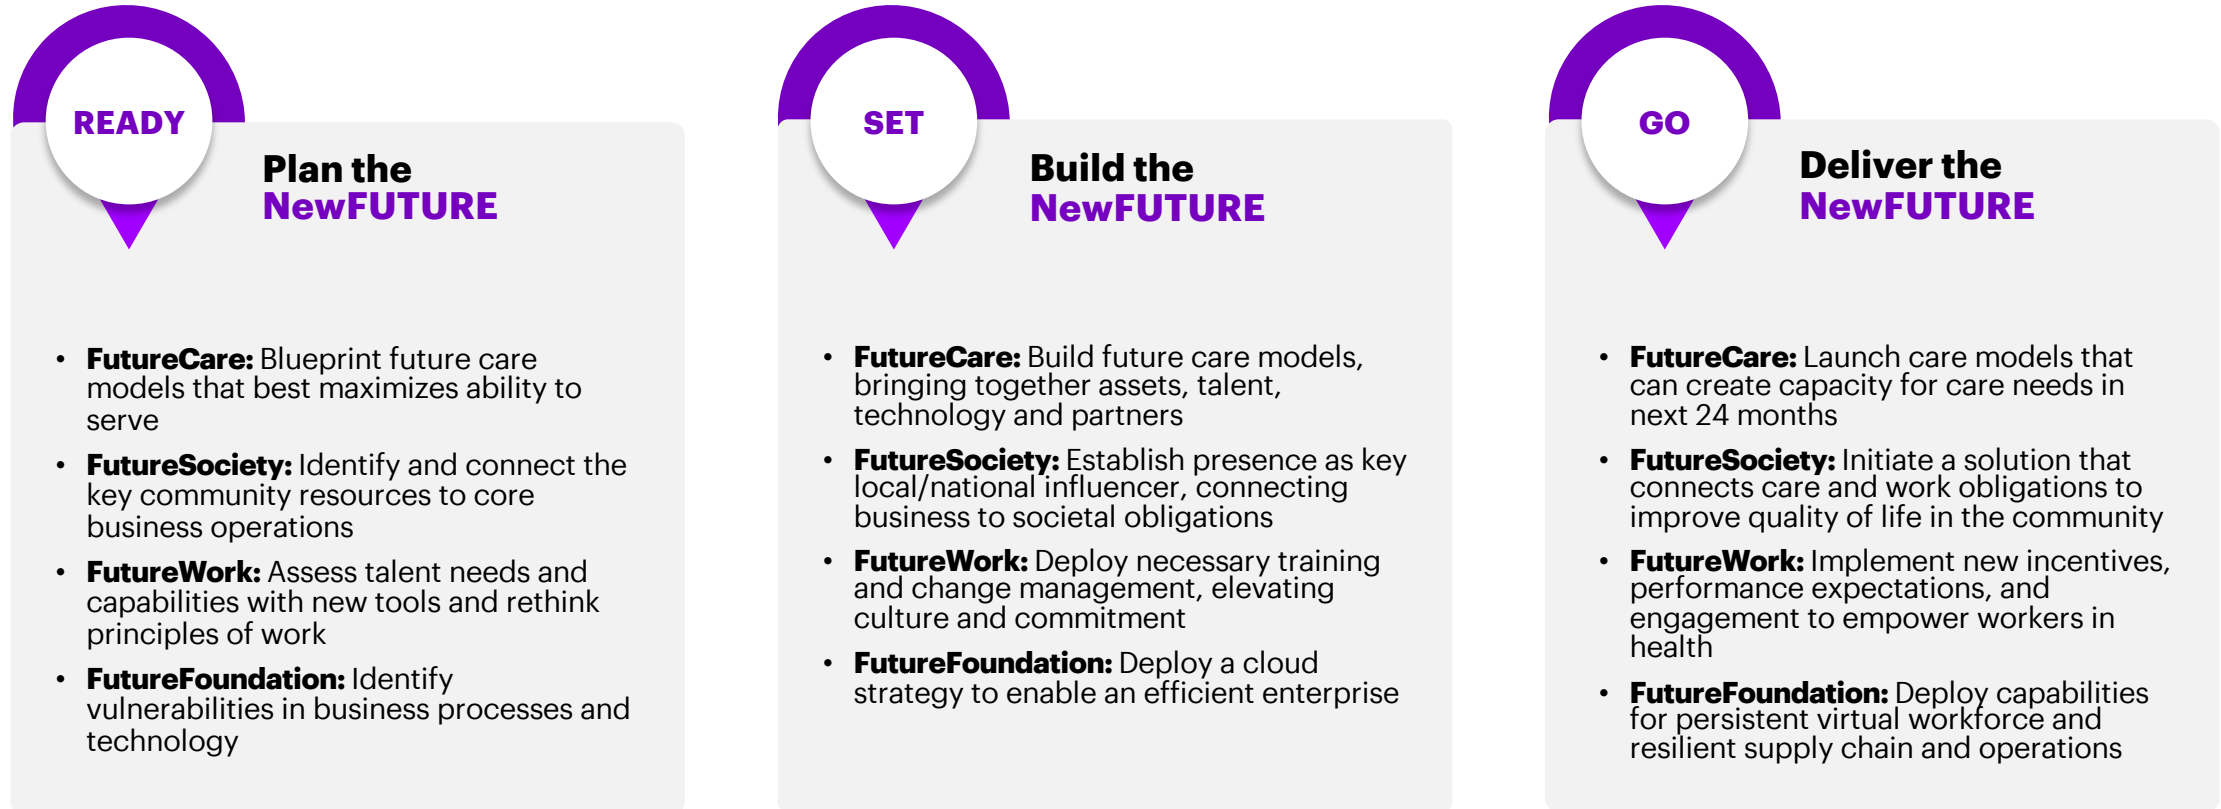 READY
Plan the
NewFUTURE
• FutureCare: Blueprint future care
models that best maximizes ability to
serve
• FutureSociety: Identify and connect the
key community resources to core
business operations
• FutureWork: Assess talent needs and
capabilities with new tools and rethink
principles of work
• FutureFoundation: Identify
vulnerabilities in business processes and
technology
SET
Build the
NewFUTURE
• FutureCare: Build future care models,
bringing together assets, talent,
technology and partners
• FutureSociety: Establish presence as key
local/national influencer, connecting
business to societal obligations
• FutureWork: Deploy necessary training
and change management, elevating
culture and commitment
• FutureFoundation: Deploy a cloud
strategy to enable an efficient enterprise
GO
Deliver the
NewFUTURE
• FutureCare: Launch care models that
can create capacity for care needs in
next 24 months
• FutureSociety: Initiate a solution that
connects care and work obligations to
improve quality of life in the community
• FutureWork: Implement new incentives,
performance expectations, and
engagement to empower workers in
health
• FutureFoundation: Deploy capabilities
for persistent virtual workforce and
resilient supply chain and operations